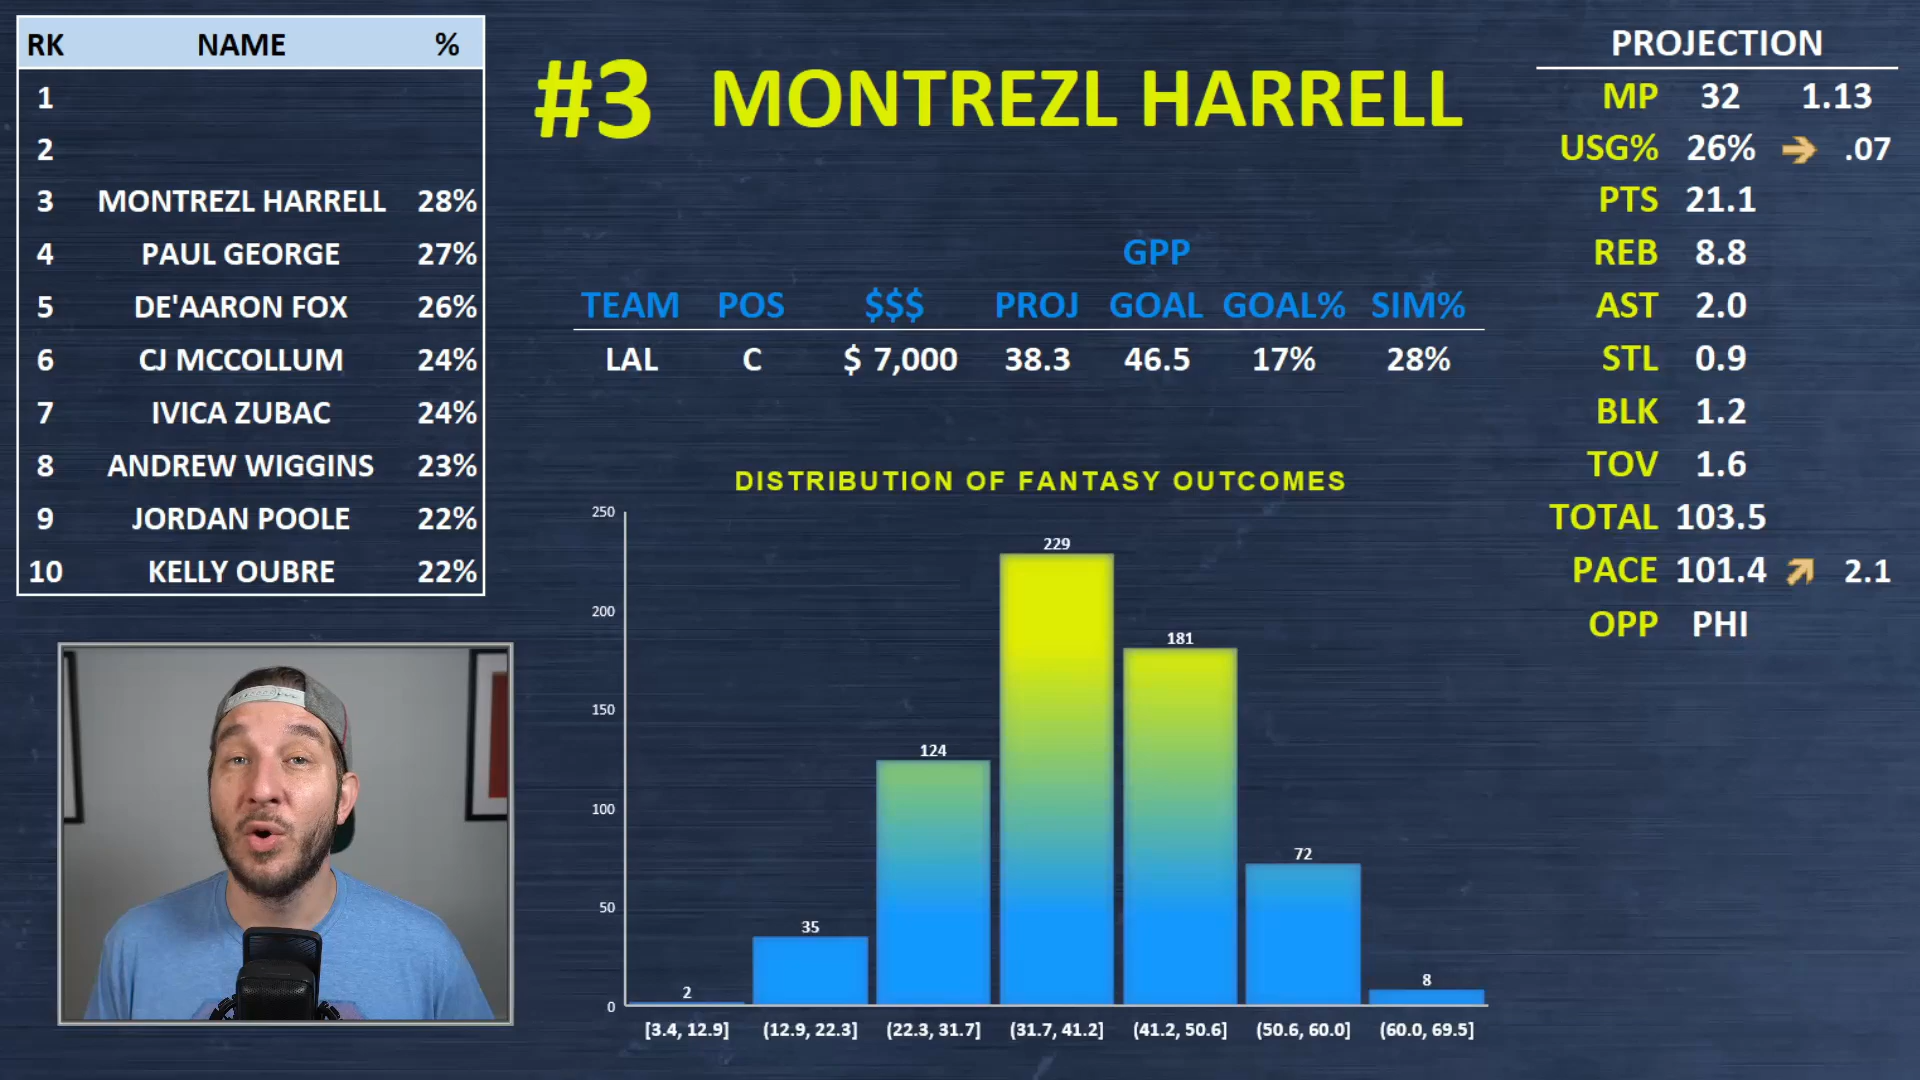 RK NAME %
1
2
3 MONTREZL HARRELL 28%
4 PAUL GEORGE 27%
5 DE'AARON FOX 26%
6 CJ MCCOLLUM 24%
7 IVICA ZUBAC 24%
8 ANDREW WIGGINS 23%
9 JORDAN POOLE 22%
10 KELLY OUBRE 22%
#3 MONTREZL HARRELL
GPP
TEAM POS $$$ PROJ GOAL GOAL% SIM%
LAL C $ 7,000 38.3 46.5 17% 28%
DISTRIBUTION OF FANTASY OUTCOMES
250
200
150
100
50
0
2
35
124
229
181
72
8
[3.4, 12.9] (12.9, 22.3] (22.3, 31.7] (31.7, 41.2] (41.2, 50.6] (50.6, 60.0] (60.0, 69.5]
PROJECTION
MP 32 1.13
USG% 26% .07
PTS 21.1
REB 8.8
AST 2.0
STL 0.9
BLK 1.2
TOV 1.6
TOTAL 103.5
PACE 101.4 2.1
OPP PHI